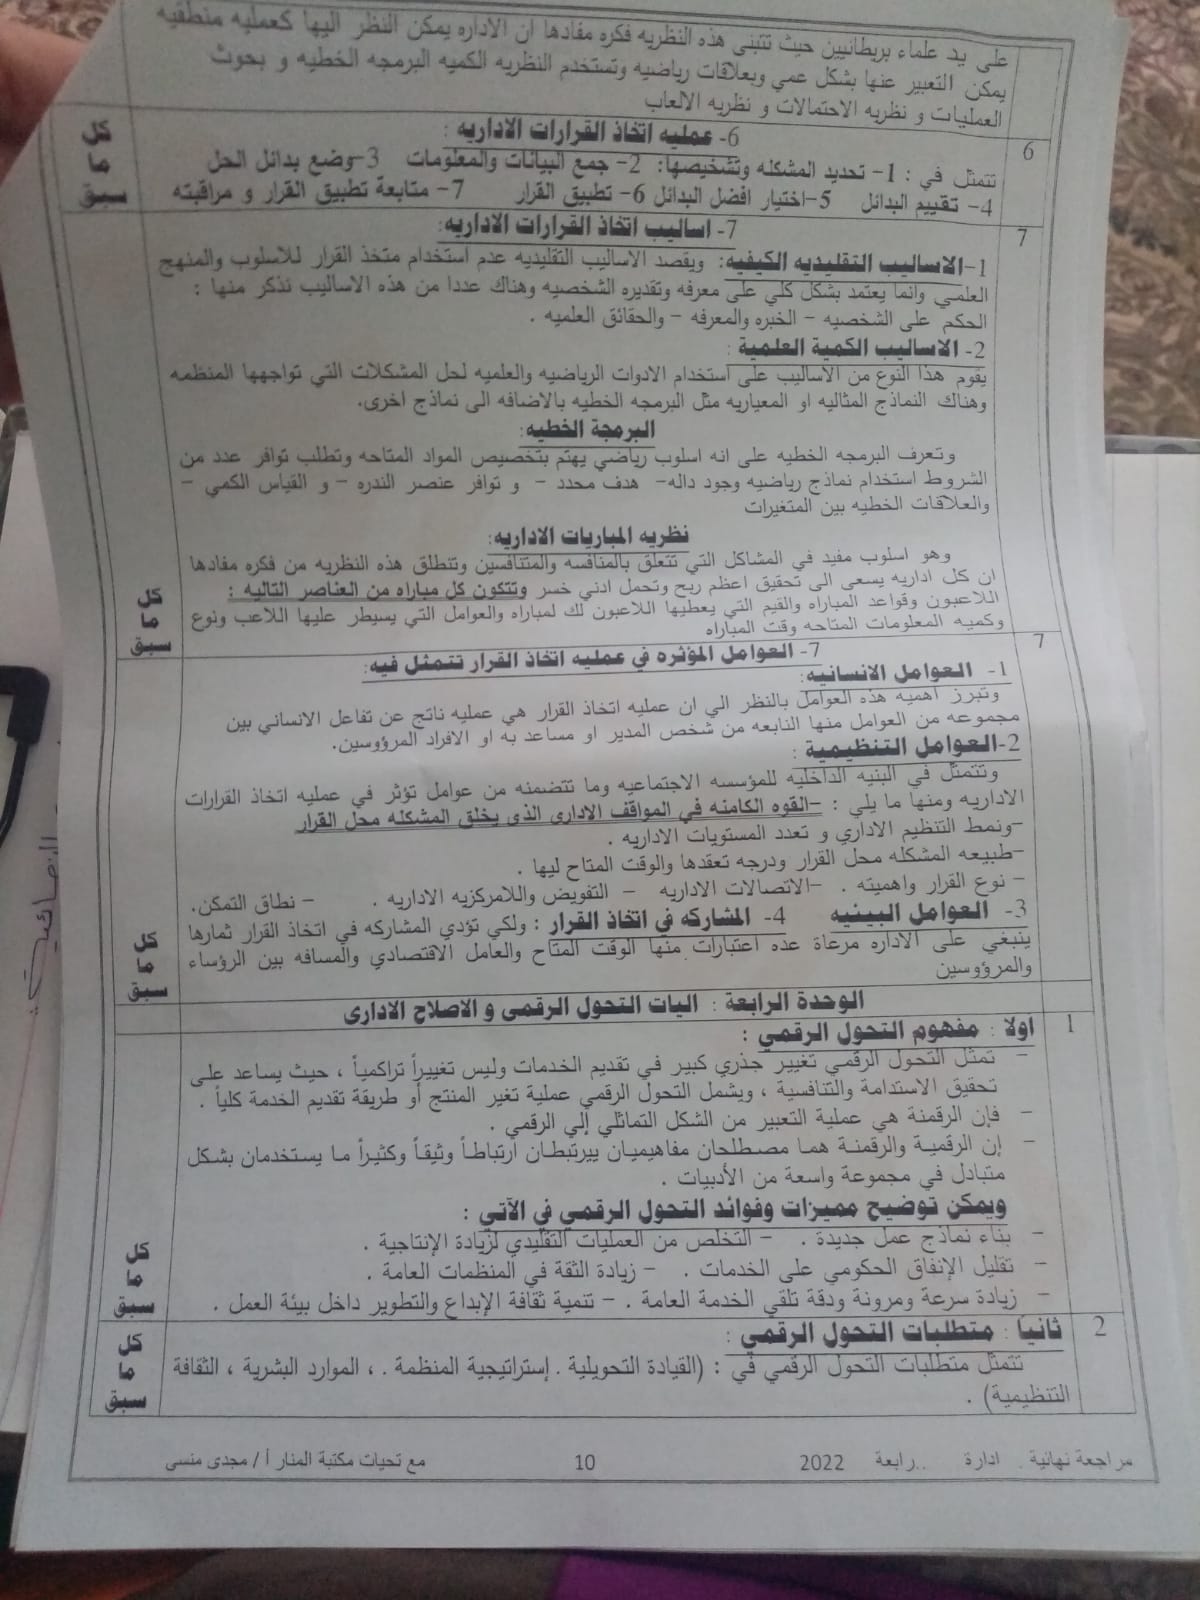 على يد علماء بريطانيين حيث تتبنى هذه النظريه فكره مفادها ان الاداره يمكن النظر اليها كعمليه منطقيه
يمكن التعبير عنها بشكل عمي وبعلاقات رياضيه وتستخدم النظريه الكميه البرمجه الخطيه و بحوث
العمليات و نظريه الاحتمالات و نظريه الالعاب
6
6- عمليه اتخاذ القرارات الاداريه :
تتمثل في : 1- تحديد المشكله وتشخيصها: 2- جمع البيانات والمعلومات 3-وضع بدائل الحل
4- تقييم البدائل 5-اختيار افضل البدائل 6- تطبيق القرار 7- متابعة تطبيق القرار و مراقبته
كل
ما
سبق
7
7- اساليب اتخاذ القرارات الاداريه:
1-الاساليب التقليديه الكيفيه: ويقصد الاساليب التقليديه عدم استخدام متخذ القرار للاسلوب والمنهج
العلمي وانما يعتمد بشكل كلي على معرفه وتقديره الشخصيه وهناك عددا من هذه الاساليب نذكر منها :
الحكم على الشخصيه - الخبره والمعرفه - والحقائق العلميه .
2- الاساليب الكمية العلمية :
يقوم هذا النوع من الاساليب على استخدام الادوات الرياضيه والعلميه لحل المشكلات التي تواجهها المنظمه
وهناك النماذج المثاليه او المعياريه مثل البرمجه الخطيه بالاضافه الى نماذج اخرى.
البرمجة الخطيه:
وتعرف البرمجه الخطيه على انه اسلوب رياضي يهتم بتخصيص المواد المتاحه وتطلب توافر عدد من
الشروط استخدام نماذج رياضيه وجود داله- هدف محدد - و توافر عنصر الندره - و القياس الكمي -
والعلاقات الخطيه بين المتغيرات
نظريه المباريات الاداريه:
وهو اسلوب مفيد في المشاكل التي تتعلق بالمنافسه والمتنافسين وتنطلق هذه النظريه من فكره مفادها
ان كل اداريه يسعى الى تحقيق اعظم ربح وتحمل ادني خسر وتتكون كل مباراه من العناصر التاليه :
اللاعبون وقواعد المباراه والقيم التي يعطيها اللاعبون لك لمباراه والعوامل التي يسيطر عليها اللاعب ونوع
وكميه المعلومات المتاحه وقت المباراه
كل
ما
سبق
7
7- العوامل المؤثره في عمليه اتخاذ القرار تتمثل فيه:
1- العوامل الانسانيه:
وتبرز اهميه هذه العوامل بالنظر الي ان عمليه اتخاذ القرار هي عمليه ناتج عن تفاعل الانساني بين
مجموعه من العوامل منها النابعه من شخص المدير او مساعد به او الافراد المرؤوسين.
2-العوامل التنظيمية :
وتتمثل في البنيه الداخليه للمؤسسه الاجتماعيه وما تتضمنه من عوامل تؤثر في عمليه اتخاذ القرارات
الاداريه ومنها ما يلي : -القوه الكامنه في المواقف الادارى الذى يخلق المشكله محل القرار
-ونمط التنظيم الاداري و تعدد المستويات الاداريه .
-طبيعه المشكله محل القرار ودرجه تعقدها والوقت المتاح ليها .
- نوع القرار واهميته . -الاتصالات الاداريه - التفويض واللامركزيه الاداريه . - نطاق التمكن.
3- العوامل البيئيه 4- المشاركه في اتخاذ القرار : ولكي تؤدي المشاركه في اتخاذ القرار ثمارها
ينبغي على الاداره مرعاة عده اعتبارات منها الوقت المتاح والعامل الاقتصادي والمسافه بين الرؤساء
والمرؤوسين
كل
ما
سبق
الوحدة الرابعة : اليات التحول الرقمى و الاصلاح الادارى
1
اولا : مفهوم التحول الرقمي :
- تمثل التحول الرقمي تغيير جذري كبير في تقديم الخدمات وليس تغييراً تراكمياً ، حيث يساعد على
تحقيق الاستدامة والتنافسية ، ويشمل التحول الرقمي عملية تغير المنتج أو طريقة تقديم الخدمة كلياً .
- فإن الرقمنة هي عملية التعبير من الشكل التماثلي إلي الرقمي .
- إن الرقمية والرقمنة هما مصطلحان مفاهيميان ييرتبطان ارتباطاً وثيقاً وكثيراً ما يستخدمان بشكل
متبادل في مجموعة واسعة من الأدبيات .
ويمكن توضيح مميزات وفوائد التحول الرقمي في الآتي :
- بناء نماذج عمل جديدة . - التخلص من العمليات التقليدي لزيادة الإنتاجية .
- تقليل الإنفاق الحكومي على الخدمات . - زيادة الثقة في المنظمات العامة .
- زيادة سرعة ومرونة ودقة تلقي الخدمة العامة . - تنمية ثقافة الإبداع والتطوير داخل بيئة العمل .
كل
ما
سبق
2
ثانيا : متطلبات التحول الرقمي :
تتمثل متطلبات التحول الرقمي في : (القيادة التحويلية . إستراتيجية المنظمة . ، الموارد البشرية ، الثقافة
التنظيمية) .
كل
ما
سبق
مراجعة نهائية . ادارة ..رابعة 2022 10 مع تحيات مكتبة المنار أ / مجدى منسى